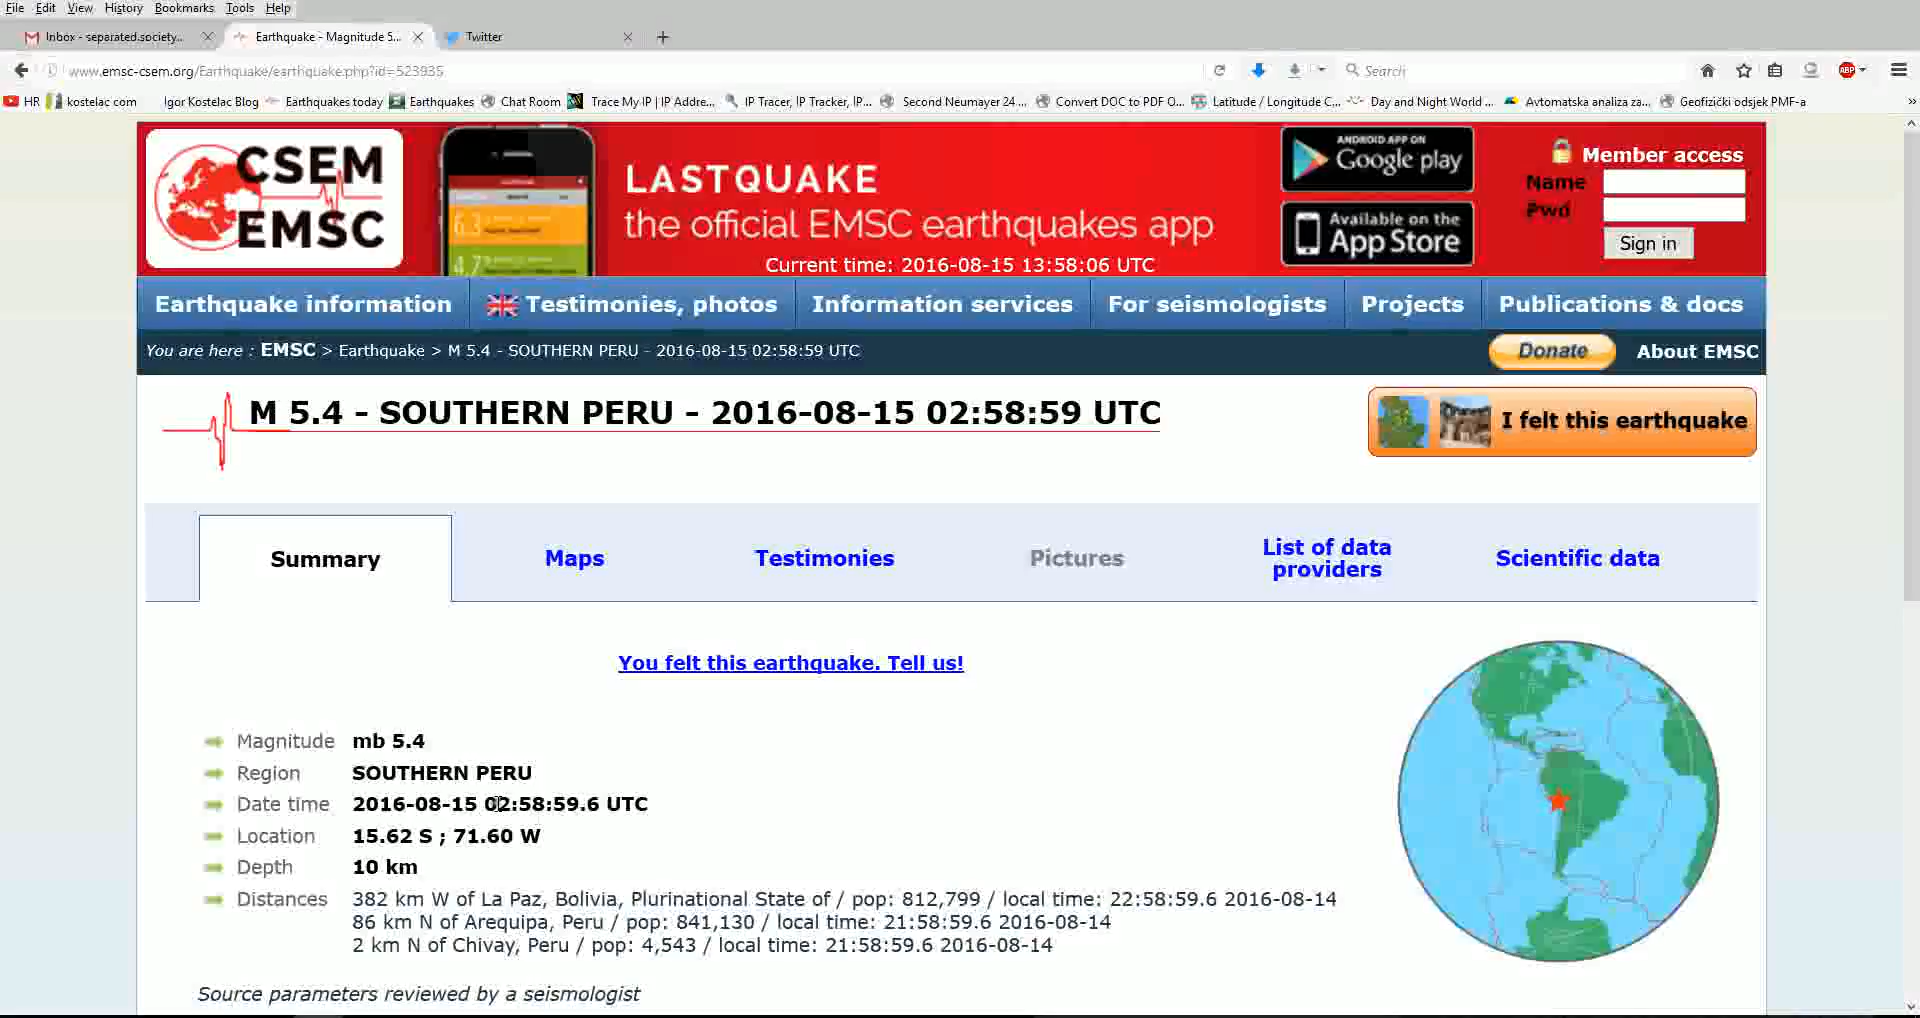 File Edit View History Bookmarks Tools Help
Inbox - separated.society... Earthquake - Magnitude 5... Twitter
www.emsc-csem.org/Earthquake/earthquake.php?id=523935 Search ABP
HR kostelac com Igor Kostelac Blog Earthquakes today Earthquakes Chat Room Trace My IP | IP Addre... IP Tracer, IP Tracker, IP... Second Neumayer 24 ... Convert DOC to PDF O... Latitude / Longitude C... Day and Night World ... Avtomatska analiza za... Geofizički odsjek PMF-a
CSEM
EMSC
6.3
4.7
LASTQUAKE
the official EMSC earthquakes app
Current time: 2016-08-15 13:58:06 UTC
ANDROID APP ON
Google play
Available on the
App Store
Member access
Name
Pwd
Sign in
Earthquake information Testimonies, photos Information services For seismologists Projects Publications & docs
You are here : EMSC > Earthquake > M 5.4 - SOUTHERN PERU - 2016-08-15 02:58:59 UTC
Donate About EMSC
M 5.4 - SOUTHERN PERU - 2016-08-15 02:58:59 UTC
I felt this earthquake
Summary Maps Testimonies Pictures List of data
providers Scientific data
You felt this earthquake. Tell us!
Magnitude mb 5.4
Region SOUTHERN PERU
Date time 2016-08-15 02:58:59.6 UTC
Location 15.62 S ; 71.60 W
Depth 10 km
Distances 382 km W of La Paz, Bolivia, Plurinational State of / pop: 812,799 / local time: 22:58:59.6 2016-08-14
86 km N of Arequipa, Peru / pop: 841,130 / local time: 21:58:59.6 2016-08-14
2 km N of Chivay, Peru / pop: 4,543 / local time: 21:58:59.6 2016-08-14
Source parameters reviewed by a seismologist